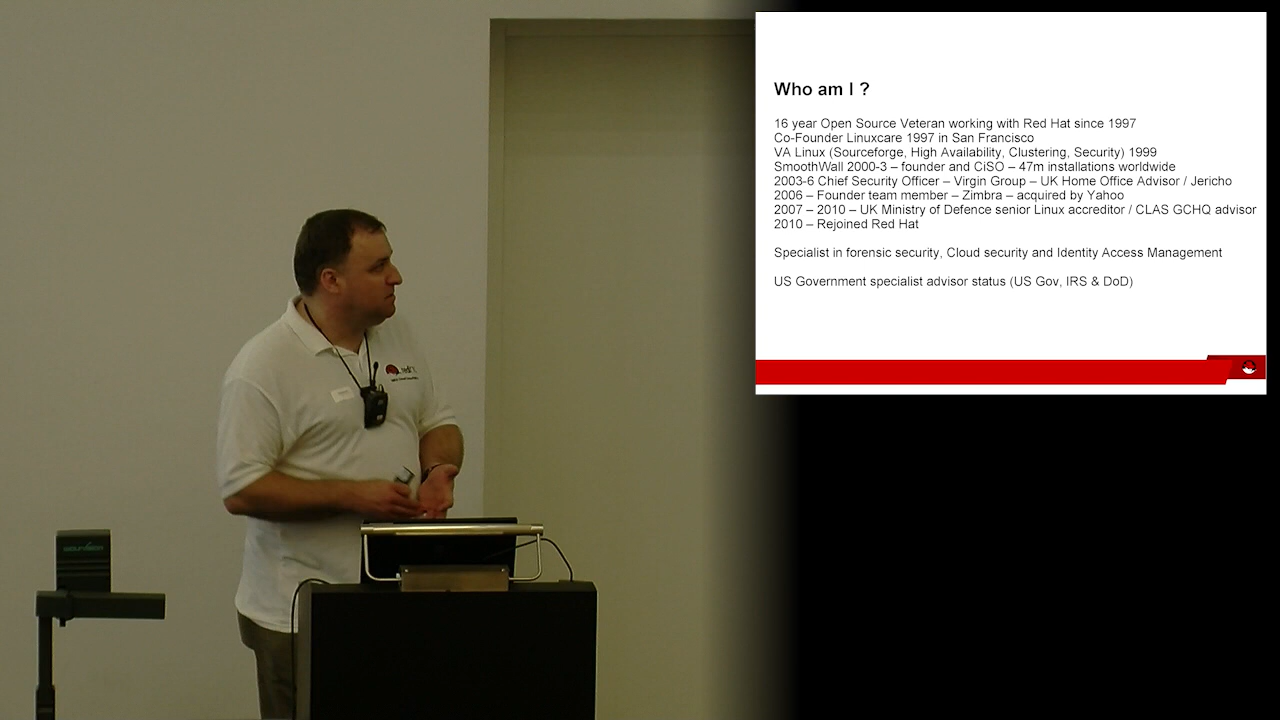 Who am I ?
16 year Open Source Veteran working with Red Hat since 1997
Co-Founder Linuxcare 1997 in San Francisco
VA Linux (Sourceforge, High Availability, Clustering, Security) 1999
SmoothWall 2000-3 – founder and CiSO – 47m installations worldwide
2003-6 Chief Security Officer – Virgin Group – UK Home Office Advisor / Jericho
2006 – Founder team member – Zimbra – acquired by Yahoo
2007 – 2010 – UK Ministry of Defence senior Linux accreditor / CLAS GCHQ advisor
2010 – Rejoined Red Hat
Specialist in forensic security, Cloud security and Identity Access Management
US Government specialist advisor status (US Gov, IRS & DoD)